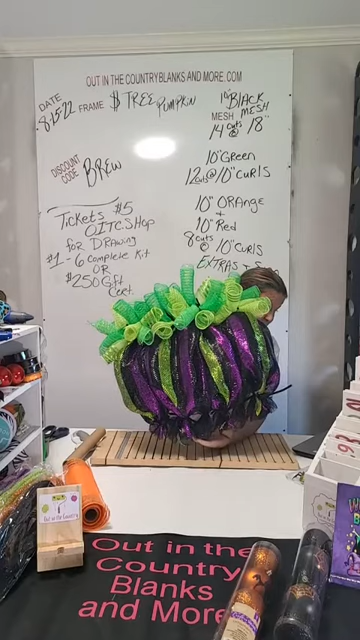 OUT IN THE COUNTRYBLANKS AND MORE.COM
DATE 8-15-22
FRAME $ TREE Pumpkin
10" BLACK MESH
MESH 14 cuts @ 18"
DISCOUNT CODE BREW
10" Green
12 cuts @ 10" CURLS
10" ORANGE
+
10" Red
8 cuts @ 10" CURLS
EXTRAS
Tickets $5
OITC.SHOP
for DRAWING
#1 - 6 complete Kit
OR
$250 Gift
Cert.
Out in the Country
Out in the
Country
Blanks
and More